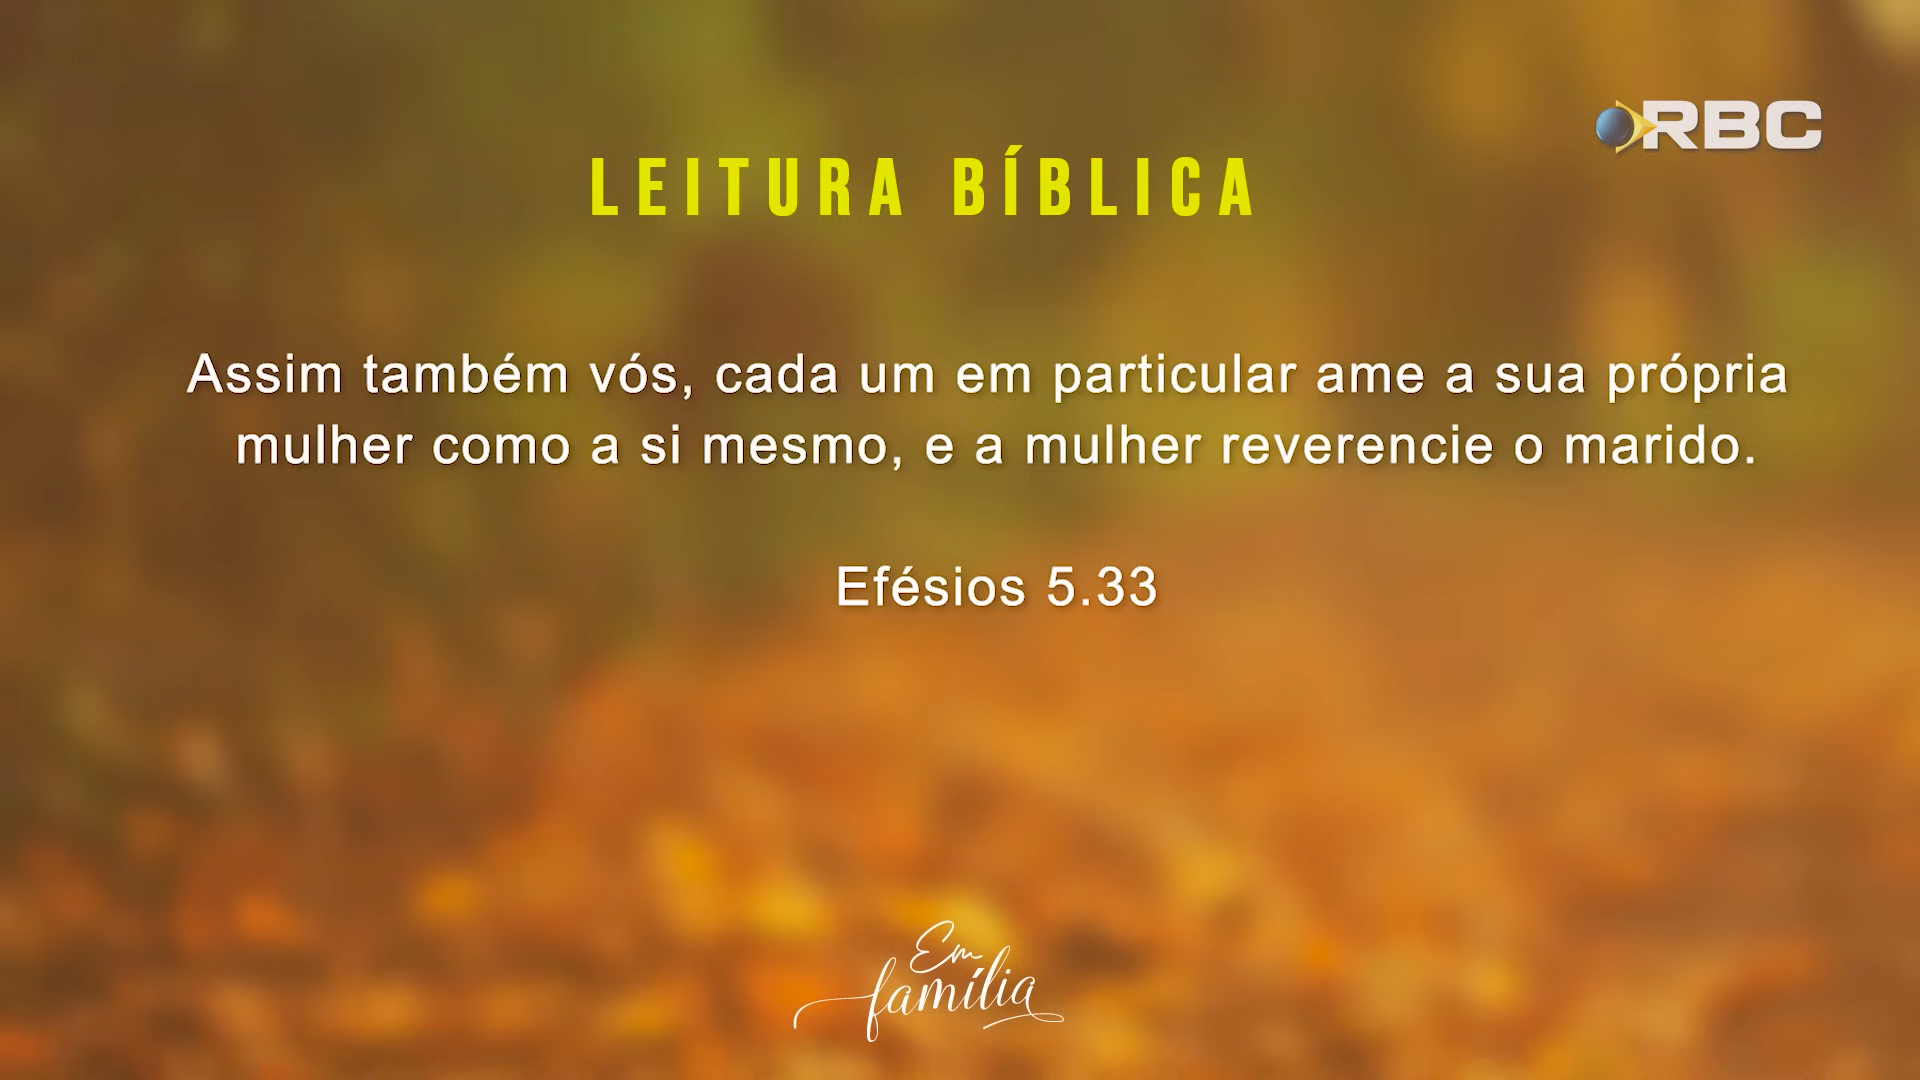 RBC
LEITURA BÍBLICA
Assim também vós, cada um em particular ame a sua própria
mulher como a si mesmo, e a mulher reverencie o marido.
Efésios 5.33
Em
família